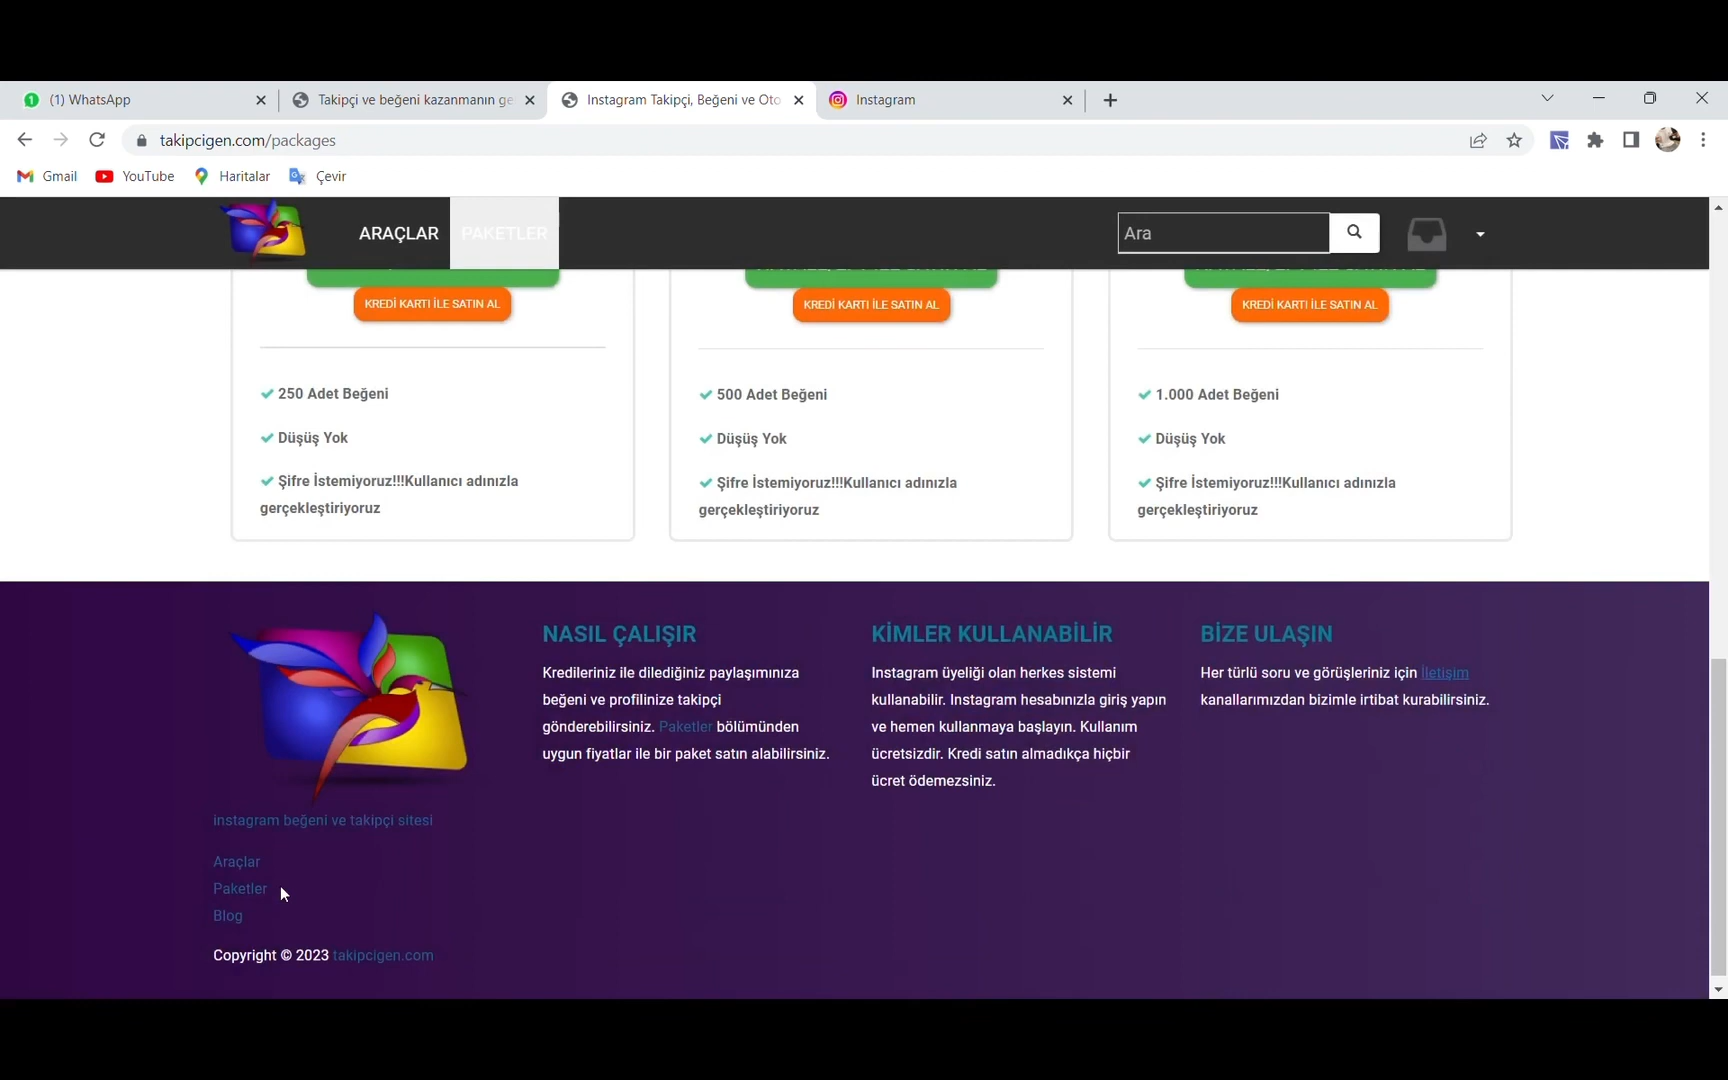 (1) WhatsApp
Takipçi ve beğeni kazanmanın ge
Instagram Takipçi, Beğeni ve Oto
Instagram
takipcigen.com/packages
Gmail
YouTube
Haritalar
Çevir
ARAÇLAR
PAKETLER
Ara
KREDİ KARTI İLE SATIN AL
KREDİ KARTI İLE SATIN AL
KREDİ KARTI İLE SATIN AL
250 Adet Beğeni
Düşüş Yok
Şifre İstemiyoruz!!!Kullanıcı adınızla
gerçekleştiriyoruz
500 Adet Beğeni
Düşüş Yok
Şifre İstemiyoruz!!!Kullanıcı adınızla
gerçekleştiriyoruz
1.000 Adet Beğeni
Düşüş Yok
Şifre İstemiyoruz!!!Kullanıcı adınızla
gerçekleştiriyoruz
instagram beğeni ve takipçi sitesi
Araçlar
Paketler
Blog
Copyright © 2023 takipcigen.com
NASIL ÇALIŞIR
Kredileriniz ile dilediğiniz paylaşımınıza
beğeni ve profilinize takipçi
gönderebilirsiniz. Paketler bölümünden
uygun fiyatlar ile bir paket satın alabilirsiniz.
KİMLER KULLANABİLİR
Instagram üyeliği olan herkes sistemi
kullanabilir. Instagram hesabınızla giriş yapın
ve hemen kullanmaya başlayın. Kullanım
ücretsizdir. Kredi satın almadıkça hiçbir
ücret ödemezsiniz.
BİZE ULAŞIN
Her türlü soru ve görüşleriniz için İletişim
kanallarımızdan bizimle irtibat kurabilirsiniz.